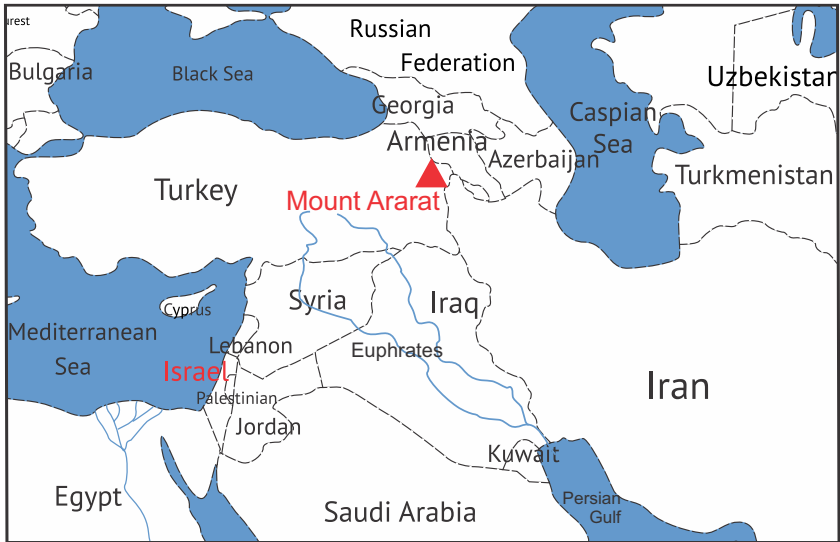 urest
Russian
Federation
Bulgaria
Black Sea
Uzbekistan
Georgia
Caspian
Sea
Armenia
Azerbaijan
Turkmenistan
Turkey
Mount Ararat
Syria
Iraq
Cyprus
Mediterranean
Sea
Lebanon
Euphrates
Israel
Iran
Palestinian
Jordan
Kuwait
Egypt
Persian
Gulf
Saudi Arabia